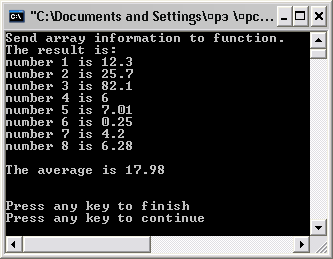 "C:\Documents and Settings\¤рэ \¤рс...
Send array information to function.
The result is:
number 1 is 12.3
number 2 is 25.7
number 3 is 82.1
number 4 is 6
number 5 is 7.01
number 6 is 0.25
number 7 is 4.2
number 8 is 6.28
The average is 17.98
Press any key to finish
Press any key to continue